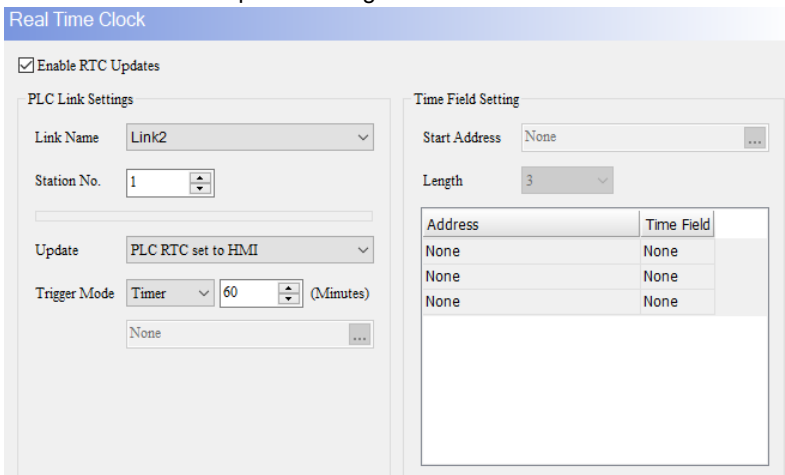 Real Time Clock
Enable RTC Updates
PLC Link Settings
Link Name Link2
Station No. 1
Update PLC RTC set to HMI
Trigger Mode Timer 60 (Minutes)
None ...
Time Field Setting
Start Address None ...
Length 3
Address Time Field
None None
None None
None None